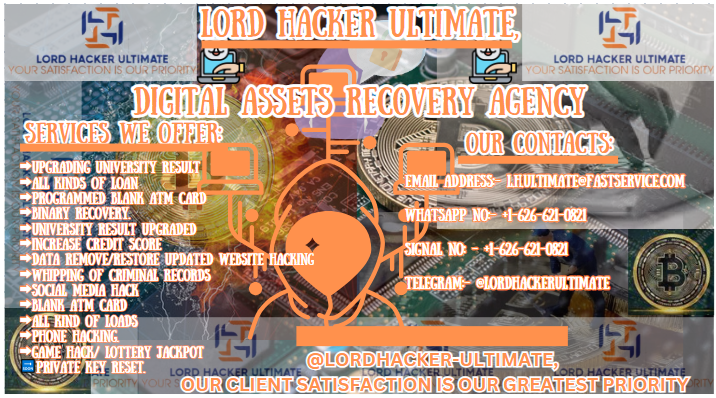 LORD HACKER ULTIMATE,
LORD HACKER ULTIMATE
YOUR SATISFACTION IS OUR PRIORITY
LORD HACKER ULTIMATE
YOUR SATISFACTION IS OUR PRIORITY
DIGITAL ASSETS RECOVERY AGENCY
SERVICES WE OFFER:
➡UPGRADING UNIVERSITY RESULT
➡ALL KINDS OF LOAN
➡PROGRAMMED BLANK ATM CARD
➡BINARY RECOVERY.
➡UNIVERSITY RESULT UPGRADED
➡INCREASE CREDIT SCORE
➡DATA REMOVE/RESTORE UPDATED WEBSITE HACKING
➡WHIPPING OF CRIMINAL RECORDS
➡SOCIAL MEDIA HACK
➡BLANK ATM CARD
➡ALL KIND OF LOADS
➡PHONE HACKING.
➡GAME HACK/ LOTTERY JACKPOT
PRIVATE KEY RESET.
OUR CONTACTS:
EMAIL ADDRESS:- L.H.ULTIMATE@FASTSERVICE.COM
WHATSAPP NO:- +1-626-621-0821
SIGNAL NO: - +1-626-621-0821
TELEGRAM:- @LORDHACKERULTIMATE
@LORDHACKER-ULTIMATE,
OUR CLIENT SATISFACTION IS OUR GREATEST PRIORITY